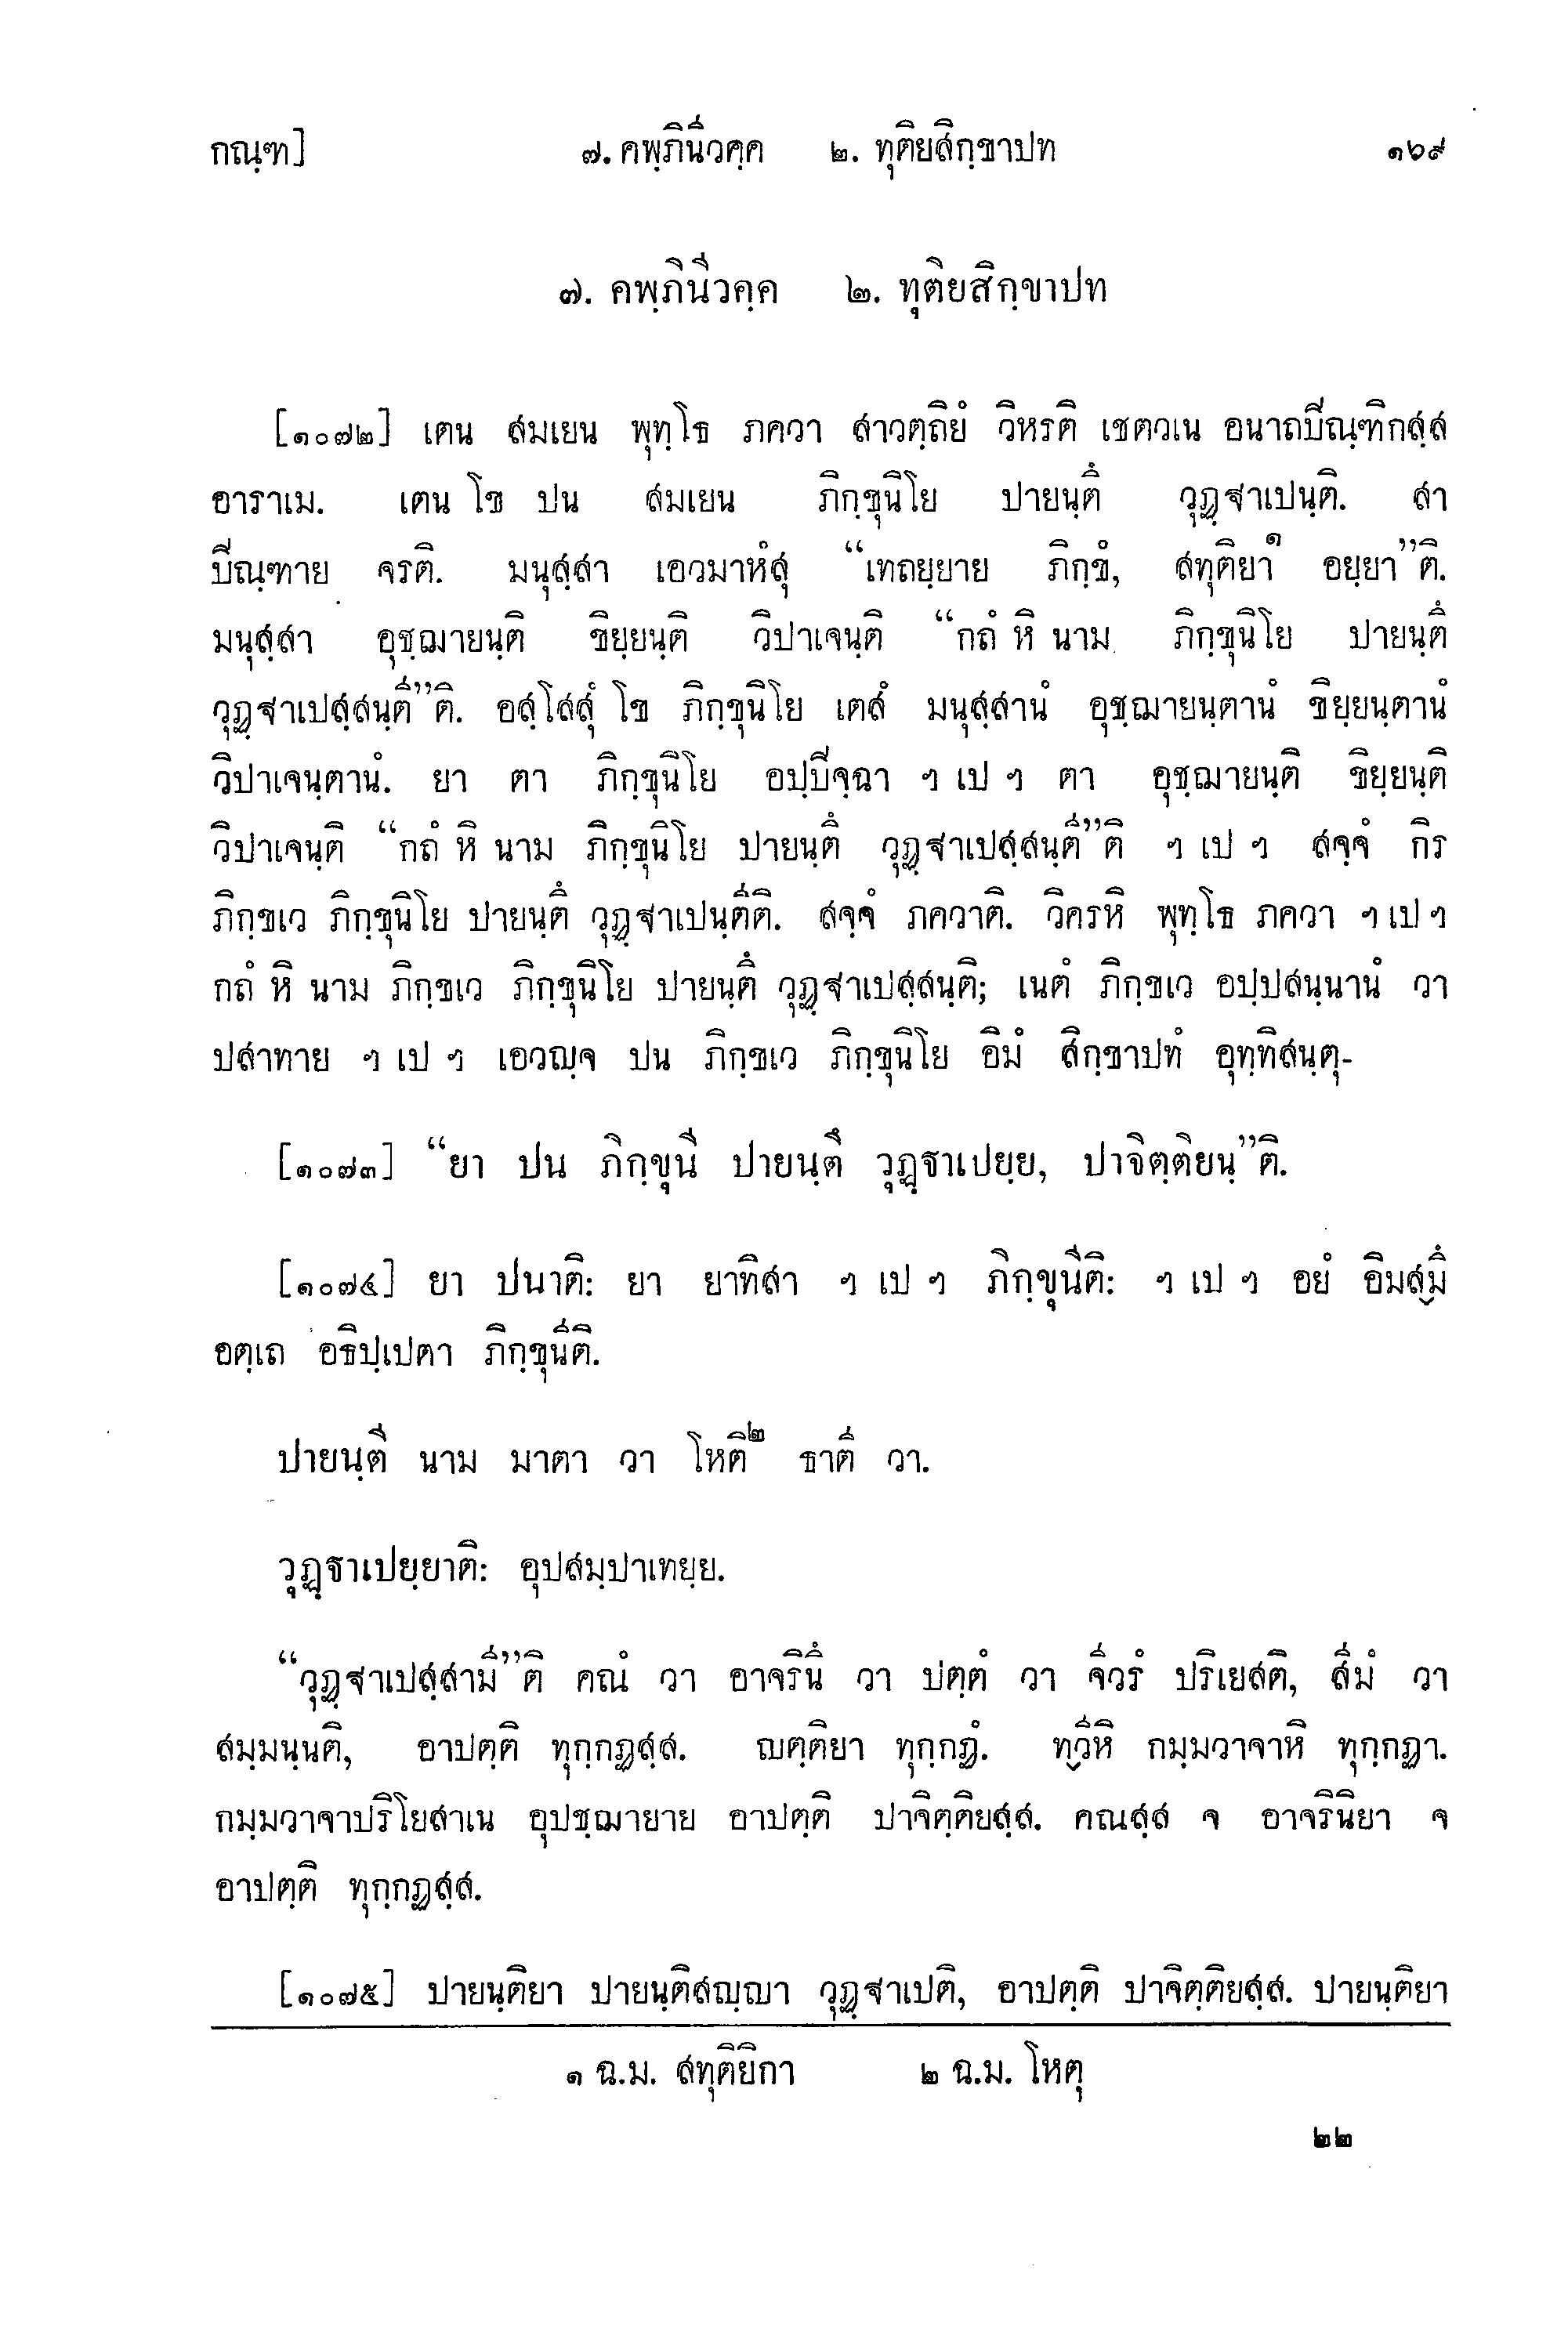 กณฺฑ] ๗. คพฺภินีวคฺค ๒. ทุติยสิกฺขาปท ๑๖๙
๗. คพฺภินีวคฺค ๒. ทุติยสิกฺขาปท
[๑๐๗๒] เตน สมเยน พุทฺโธ ภควา สาวตฺถิยํ วิหรติ เชตวเน อนาถปิณฺฑิกสฺส
อาราเม. เตน โข ปน สมเยน ภิกฺขุนิโย ปายนฺตึ วุฏฺฐาเปนฺติ. สา
ปิณฺฑาย จรติ. มนุสฺสา เอวมาหํสุ “เทถยฺยาย ภิกฺขํ, สทุติยา๑ อยฺยา”ติ.
มนุสฺสา อุชฺฌายนฺติ ขิยฺยนฺติ วิปาเจนฺติ “กถํ หิ นาม ภิกฺขุนิโย ปายนฺตึ
วุฏฺฐาเปสฺสนฺตี”ติ. อสฺโสสุํ โข ภิกฺขุนิโย เตสํ มนุสฺสานํ อุชฺฌายนฺตานํ ขิยฺยนฺตานํ
วิปาเจนฺตานํ. ยา ตา ภิกฺขุนิโย อปฺปิจฺฉา ฯ เป ฯ ตา อุชฺฌายนฺติ ขิยฺยนฺติ
วิปาเจนฺติ “กถํ หิ นาม ภิกฺขุนิโย ปายนฺตึ วุฏฺฐาเปสฺสนฺตี”ติ ฯ เป ฯ สจฺจํ กิร
ภิกฺขเว ภิกฺขุนิโย ปายนฺตึ วุฏฺฐาเปนฺตีติ. สจฺจํ ภควาติ. วิครหิ พุทฺโธ ภควา ฯ เป ฯ
กถํ หิ นาม ภิกฺขเว ภิกฺขุนิโย ปายนฺตึ วุฏฺฐาเปสฺสนฺติ; เนตํ ภิกฺขเว อปฺปสนฺนานํ วา
ปสาทาย ฯ เป ฯ เอวญฺจ ปน ภิกฺขเว ภิกฺขุนิโย อิมํ สิกฺขาปทํ อุทฺทิสนฺตุ-
[๑๐๗๓] “ยา ปน ภิกฺขุนี ปายนฺตึ วุฏฺฐาเปยฺย, ปาจิตฺติยนฺ”ติ.
[๑๐๗๔] ยา ปนาติ: ยา ยาทิสา ฯ เป ฯ ภิกฺขุนีติ: ฯ เป ฯ อยํ อิมสฺมึ
อตฺเถ อธิปฺเปตา ภิกฺขุนีติ.
ปายนฺตี นาม มาตา วา โหติ๒ ธาตี วา.
วุฏฺฐาเปยฺยาติ: อุปสมฺปาเทยฺย.
“วุฏฺฐาเปสฺสามี”ติ คณํ วา อาจรินึ วา ปตฺตํ วา จีวรํ ปริเยสติ, สีมํ วา
สมฺมนฺนติ, อาปตฺติ ทุกฺกฏสฺส. ญตฺติยา ทุกฺกฏํ. ทฺวีหิ กมฺมวาจาหิ ทุกฺกฏา.
กมฺมวาจาปริโยสาเน อุปชฺฌายาย อาปตฺติ ปาจิตฺติยสฺส. คณสฺส จ อาจรินิยา จ
อาปตฺติ ทุกฺกฏสฺส.
[๑๐๗๕] ปายนฺติยา ปายนฺติสญฺญา วุฏฺฐาเปติ, อาปตฺติ ปาจิตฺติยสฺส. ปายนฺติยา
๑ ฉ.ม. สทุติยิกา ๒ ฉ.ม. โหตุ
๒๒